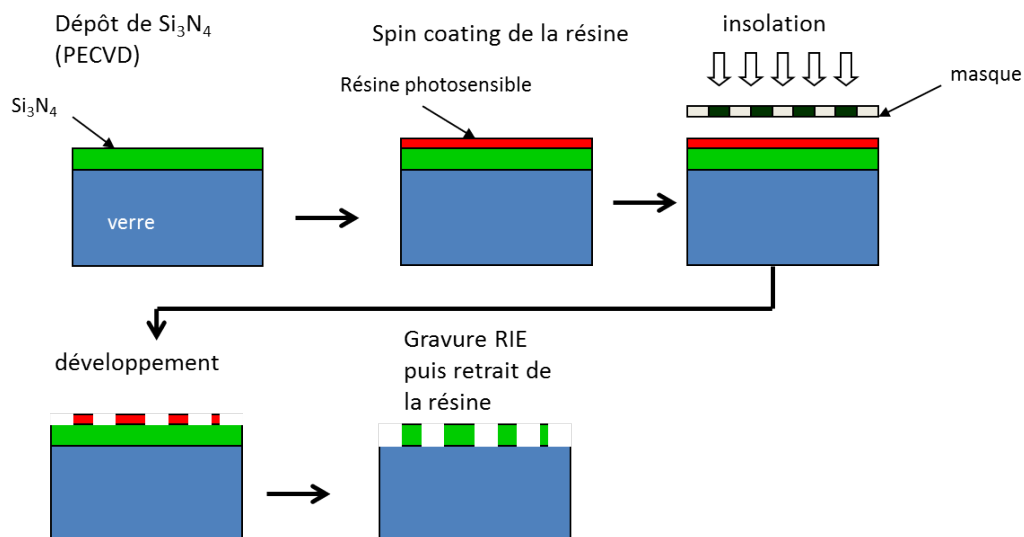 Dépôt de Si₃N₄
(PECVD)
Spin coating de la résine
insolation
Résine photosensible
masque
Si₃N₄
verre
développement
Gravure RIE
puis retrait de
la résine